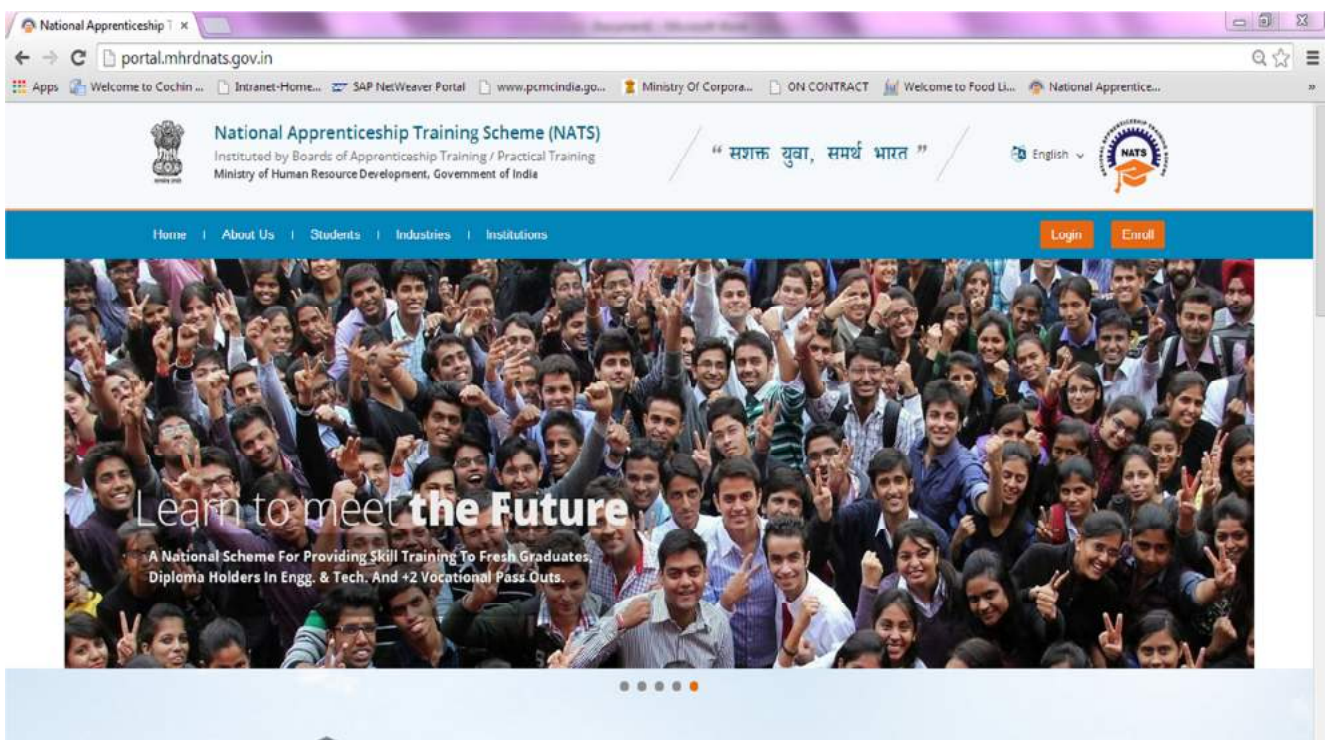 National Apprenticeship T
portal.mhrdnats.gov.in
Apps Welcome to Cochin ... Intranet-Home... SAP NetWeaver Portal www.pcmcindia.go... Ministry Of Corpora... ON CONTRACT Welcome to Food Li... National Apprentice... »
National Apprenticeship Training Scheme (NATS)
Instituted by Boards of Apprenticeship Training / Practical Training
Ministry of Human Resource Development, Government of India
“ सशक्त युवा, समर्थ भारत ”
English
NATS
Home | About Us | Students | Industries | Institutions
Login Enroll
Learn to meet the Future
A National Scheme For Providing Skill Training To Fresh Graduates,
Diploma Holders In Engg. & Tech. And +2 Vocational Pass Outs.